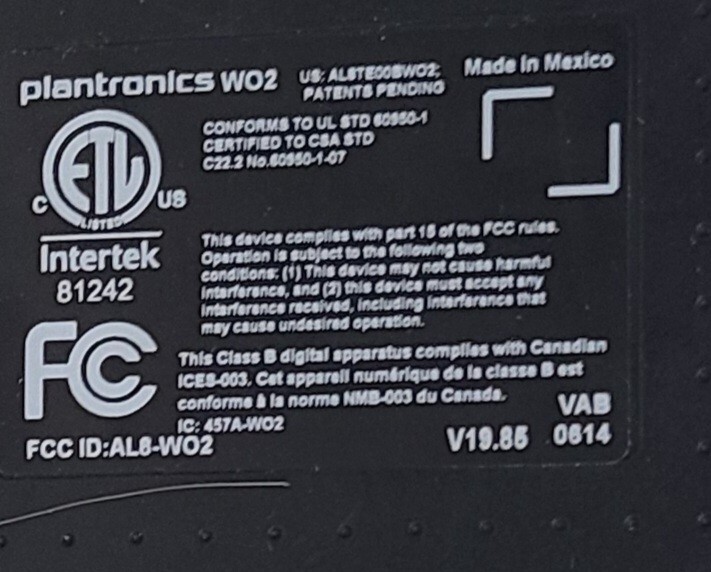 plantronics WO2
US: AL8TE00BWO2;
PATENTS PENDING
Made in Mexico
CONFORMS TO UL STD 60950-1
CERTIFIED TO CSA STD
C22.2 No.60950-1-07
ETL
LISTED
C US
Intertek
81242
This device complies with part 15 of the FCC rules.
Operation is subject to the following two
conditions: (1) This device may not cause harmful
interference, and (2) this device must accept any
interference received, including interference that
may cause undesired operation.
FC
This Class B digital apparatus complies with Canadian
ICES-003. Cet appareil numérique de la classe B est
conforme à la norme NMB-003 du Canada.
IC: 457A-WO2
FCC ID:AL8-WO2
VAB
V19.85 0614